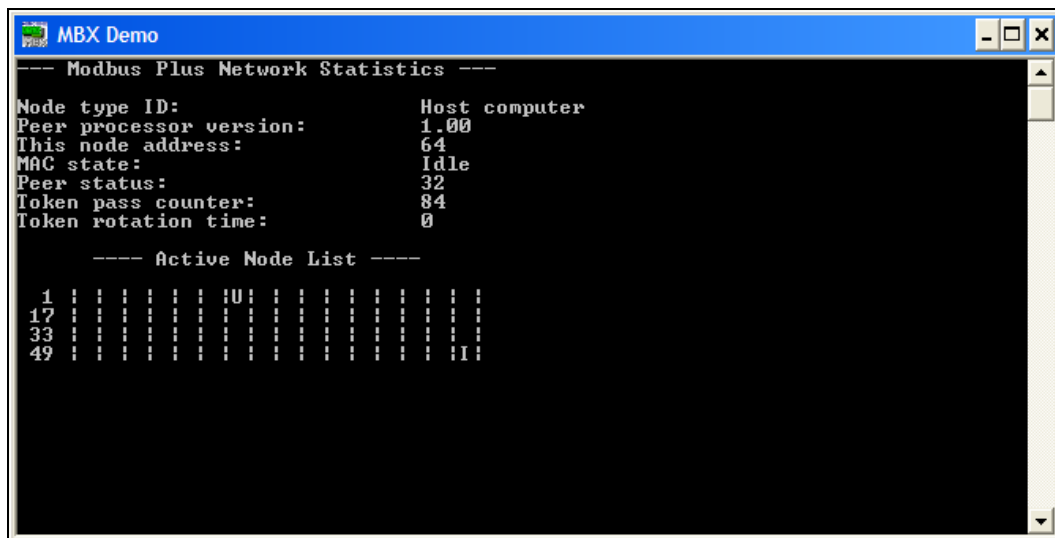 MBX Demo
--- Modbus Plus Network Statistics ---
Node type ID: Host computer
Peer processor version: 1.00
This node address: 64
MAC state: Idle
Peer status: 32
Token pass counter: 84
Token rotation time: 0
---- Active Node List ----
1 ¦ ¦ ¦ ¦ ¦ ¦ ¦U¦ ¦ ¦ ¦ ¦ ¦ ¦ ¦ ¦ ¦
17 ¦ ¦ ¦ ¦ ¦ ¦ ¦ ¦ ¦ ¦ ¦ ¦ ¦ ¦ ¦ ¦ ¦
33 ¦ ¦ ¦ ¦ ¦ ¦ ¦ ¦ ¦ ¦ ¦ ¦ ¦ ¦ ¦ ¦ ¦
49 ¦ ¦ ¦ ¦ ¦ ¦ ¦ ¦ ¦ ¦ ¦ ¦ ¦ ¦ ¦ ¦I¦